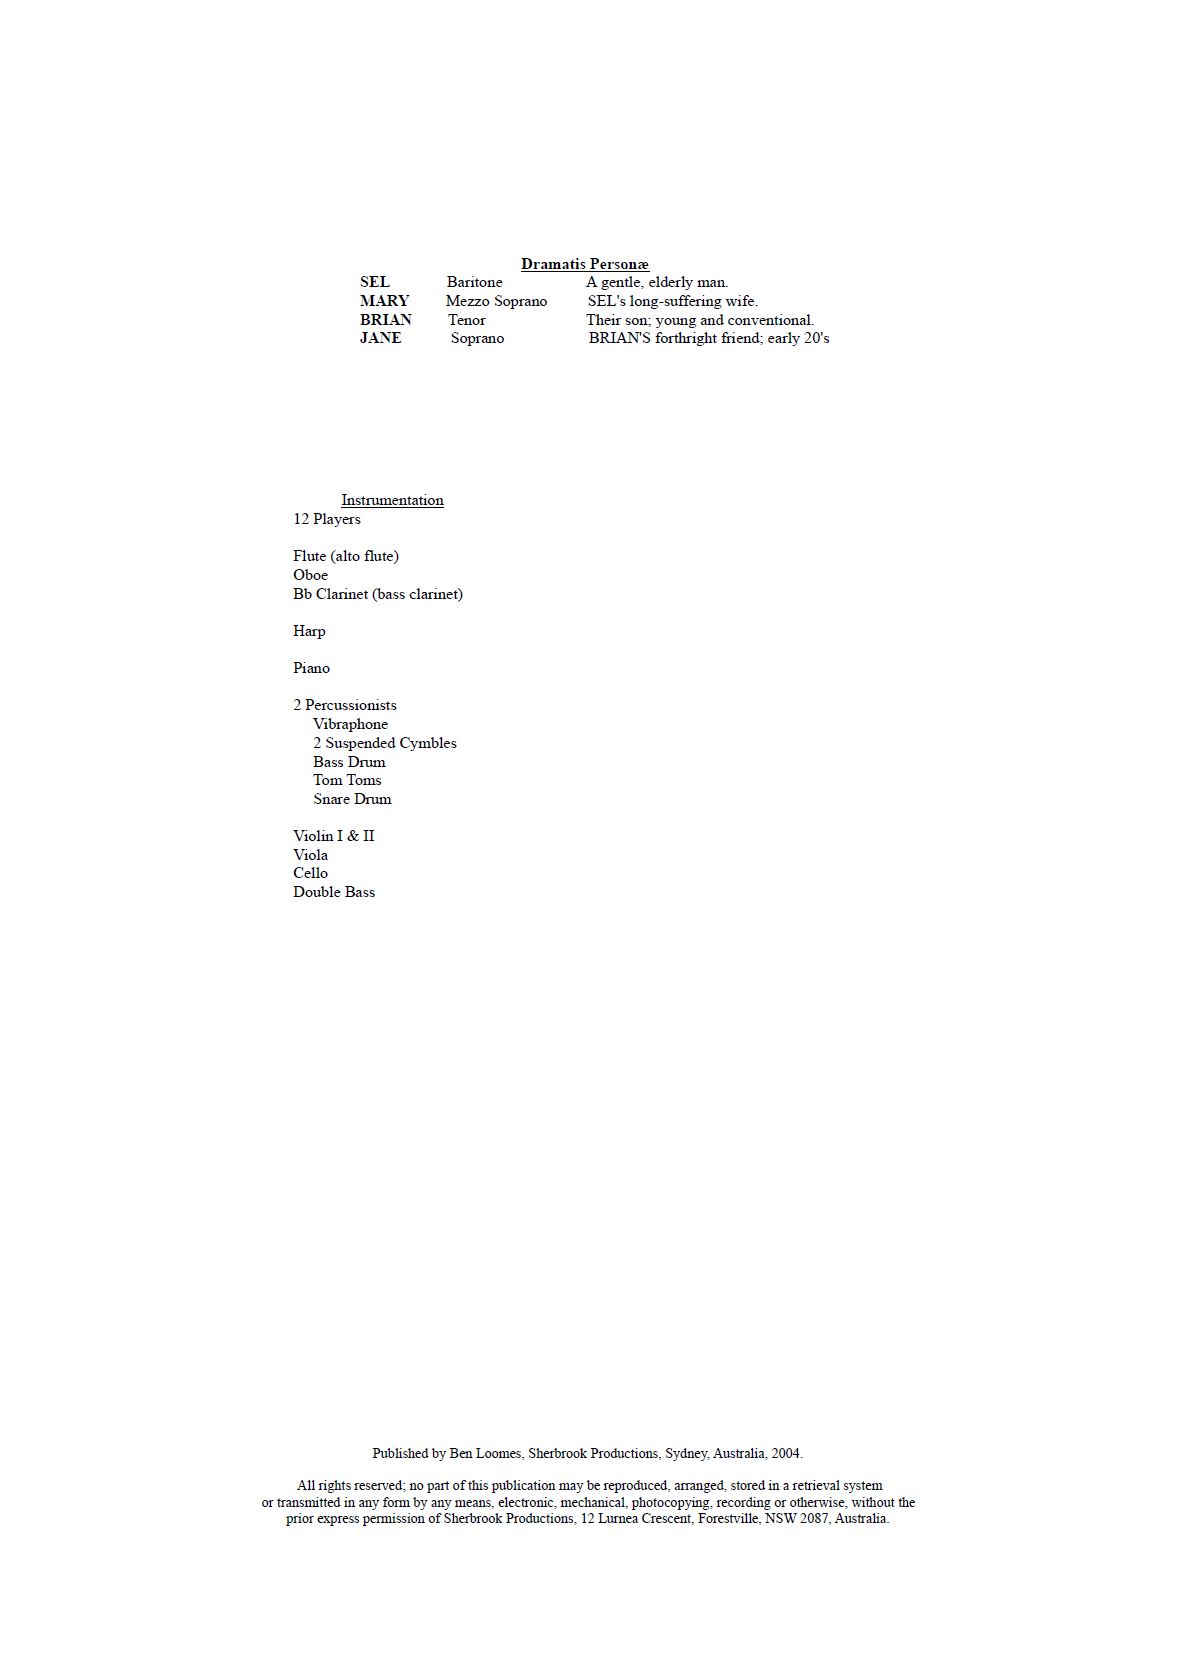 Dramatis Personæ
SEL Baritone A gentle, elderly man.
MARY Mezzo Soprano SEL's long-suffering wife.
BRIAN Tenor Their son; young and conventional.
JANE Soprano BRIAN'S forthright friend; early 20's
Instrumentation
12 Players
Flute (alto flute)
Oboe
Bb Clarinet (bass clarinet)
Harp
Piano
2 Percussionists
Vibraphone
2 Suspended Cymbles
Bass Drum
Tom Toms
Snare Drum
Violin I & II
Viola
Cello
Double Bass
Published by Ben Loomes, Sherbrook Productions, Sydney, Australia, 2004.
All rights reserved; no part of this publication may be reproduced, arranged, stored in a retrieval system
or transmitted in any form by any means, electronic, mechanical, photocopying, recording or otherwise, without the
prior express permission of Sherbrook Productions, 12 Lurnea Crescent, Forestville, NSW 2087, Australia.